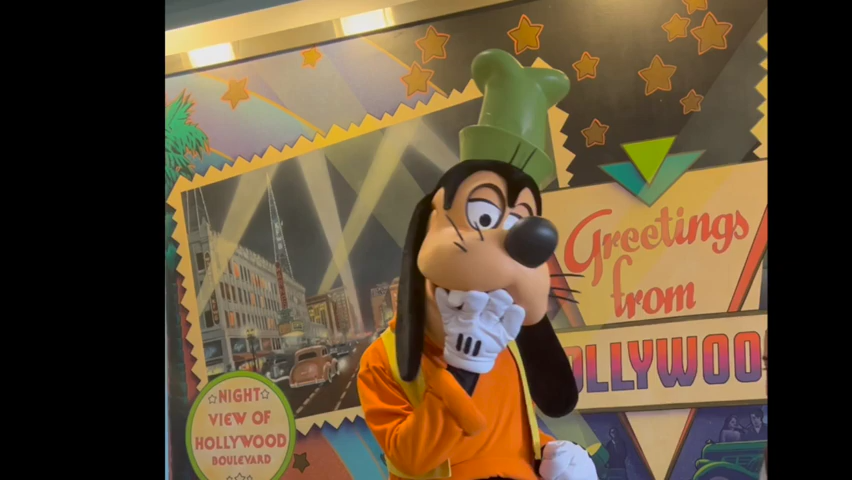 Greetings
from
OLLYWOO
NIGHT
VIEW OF
HOLLYWOOD
BOULEVARD